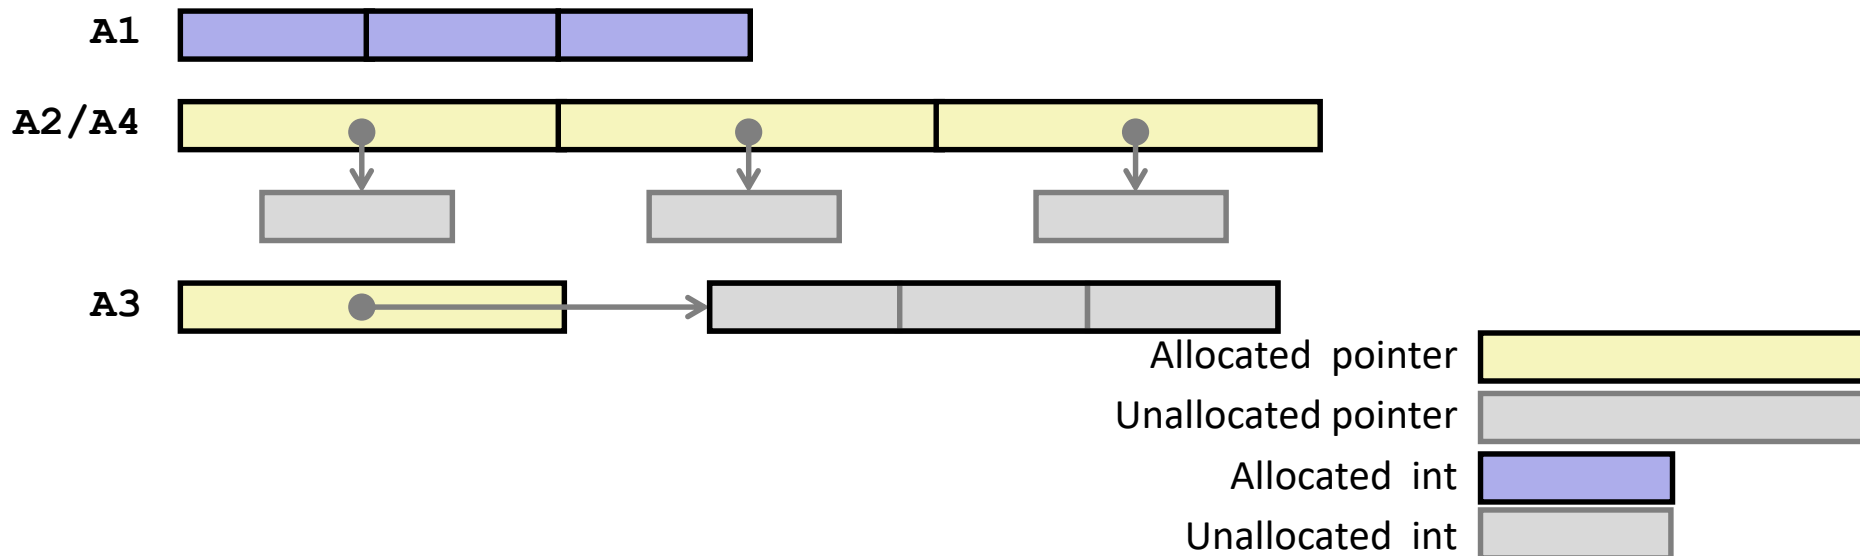 A1
A2/A4
A3
Allocated pointer
Unallocated pointer
Allocated int
Unallocated int